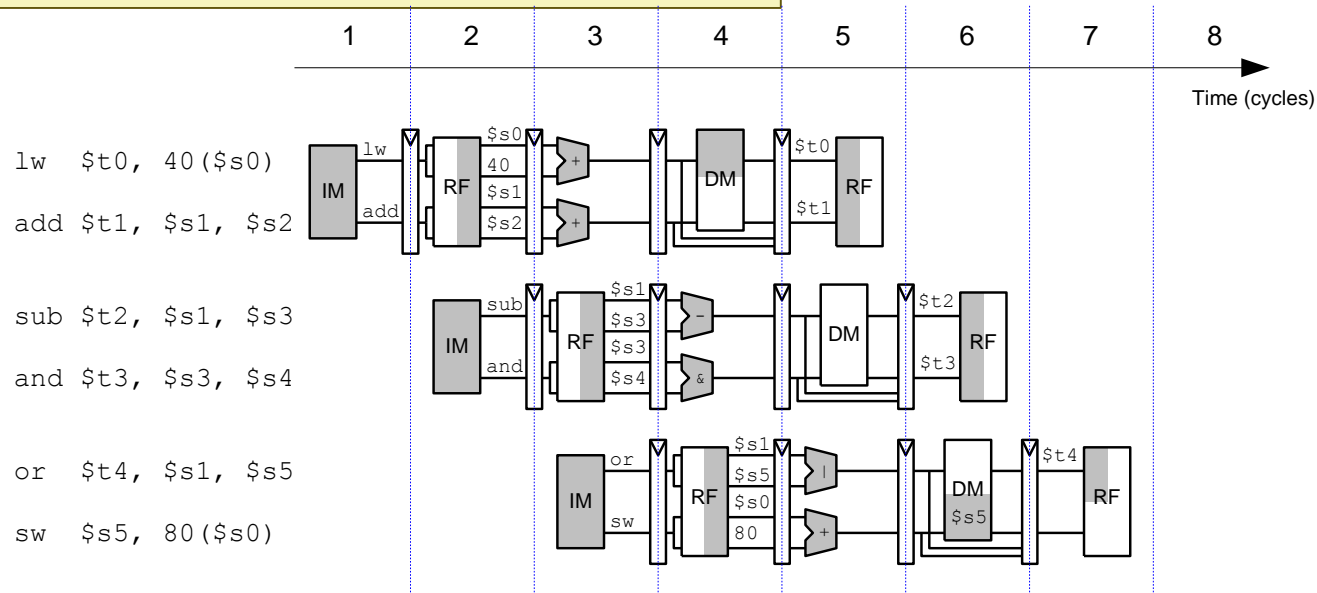 1 2 3 4 5 6 7 8
Time (cycles)
lw $t0, 40($s0)
add $t1, $s1, $s2
IM lw add RF $s0 40 $s1 $s2 + + DM $t0 $t1 RF
sub $t2, $s1, $s3
and $t3, $s3, $s4
IM sub and RF $s1 $s3 $s3 $s4 - & DM $t2 $t3 RF
or $t4, $s1, $s5
sw $s5, 80($s0)
IM or sw RF $s1 $s5 $s0 80 | + DM $s5 $t4 RF